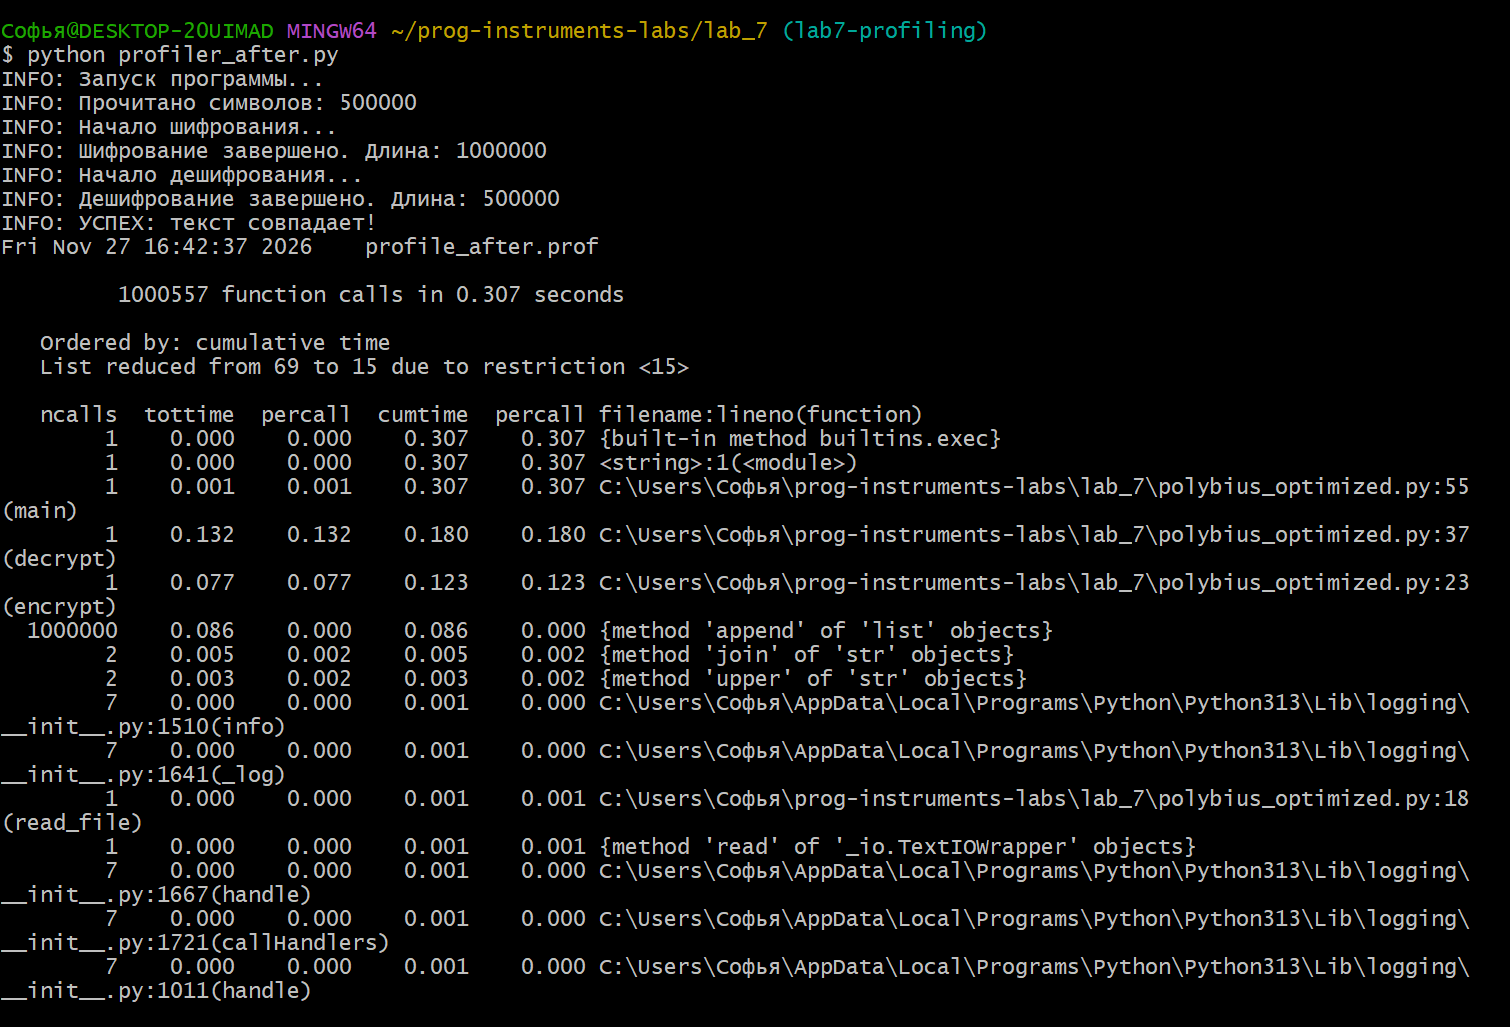 Софья@DESKTOP-2OUIMAD MINGW64 ~/prog-instruments-labs/lab_7 (lab7-profiling)
$ python profiler_after.py
INFO: Запуск программы...
INFO: Прочитано символов: 500000
INFO: Начало шифрования...
INFO: Шифрование завершено. Длина: 1000000
INFO: Начало дешифрования...
INFO: Дешифрование завершено. Длина: 500000
INFO: УСПЕХ: текст совпадает!
Fri Nov 27 16:42:37 2026    profile_after.prof
         1000557 function calls in 0.307 seconds
   Ordered by: cumulative time
   List reduced from 69 to 15 due to restriction <15>
   ncalls  tottime  percall  cumtime  percall filename:lineno(function)
        1    0.000    0.000    0.307    0.307 {built-in method builtins.exec}
        1    0.000    0.000    0.307    0.307 <string>:1(<module>)
        1    0.001    0.001    0.307    0.307 C:\Users\Софья\prog-instruments-labs\lab_7\polybius_optimized.py:55
(main)
        1    0.132    0.132    0.180    0.180 C:\Users\Софья\prog-instruments-labs\lab_7\polybius_optimized.py:37
(decrypt)
        1    0.077    0.077    0.123    0.123 C:\Users\Софья\prog-instruments-labs\lab_7\polybius_optimized.py:23
(encrypt)
  1000000    0.086    0.000    0.086    0.000 {method 'append' of 'list' objects}
        2    0.005    0.002    0.005    0.002 {method 'join' of 'str' objects}
        2    0.003    0.002    0.003    0.002 {method 'upper' of 'str' objects}
        7    0.000    0.000    0.001    0.000 C:\Users\Софья\AppData\Local\Programs\Python\Python313\Lib\logging\
__init__.py:1510(info)
        7    0.000    0.000    0.001    0.000 C:\Users\Софья\AppData\Local\Programs\Python\Python313\Lib\logging\
__init__.py:1641(_log)
        1    0.000    0.000    0.001    0.001 C:\Users\Софья\prog-instruments-labs\lab_7\polybius_optimized.py:18
(read_file)
        1    0.000    0.000    0.001    0.001 {method 'read' of '_io.TextIOWrapper' objects}
        7    0.000    0.000    0.001    0.000 C:\Users\Софья\AppData\Local\Programs\Python\Python313\Lib\logging\
__init__.py:1667(handle)
        7    0.000    0.000    0.001    0.000 C:\Users\Софья\AppData\Local\Programs\Python\Python313\Lib\logging\
__init__.py:1721(callHandlers)
        7    0.000    0.000    0.001    0.000 C:\Users\Софья\AppData\Local\Programs\Python\Python313\Lib\logging\
__init__.py:1011(handle)